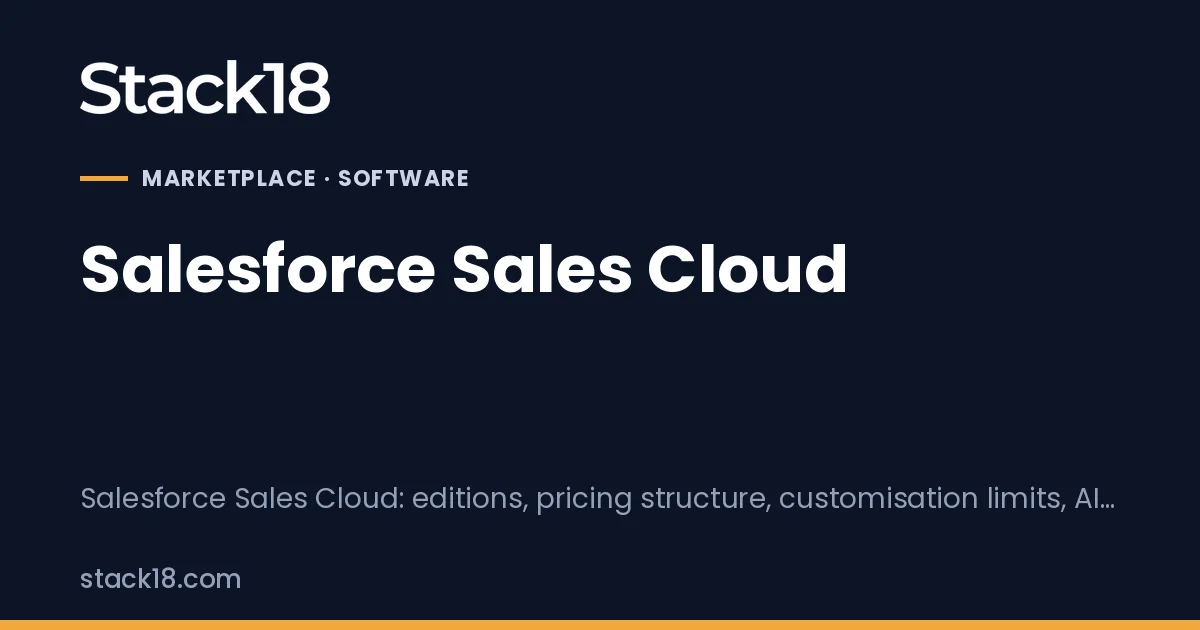 Stack18
MARKETPLACE · SOFTWARE
Salesforce Sales Cloud
Salesforce Sales Cloud: editions, pricing structure, customisation limits, AI…
stack18.com